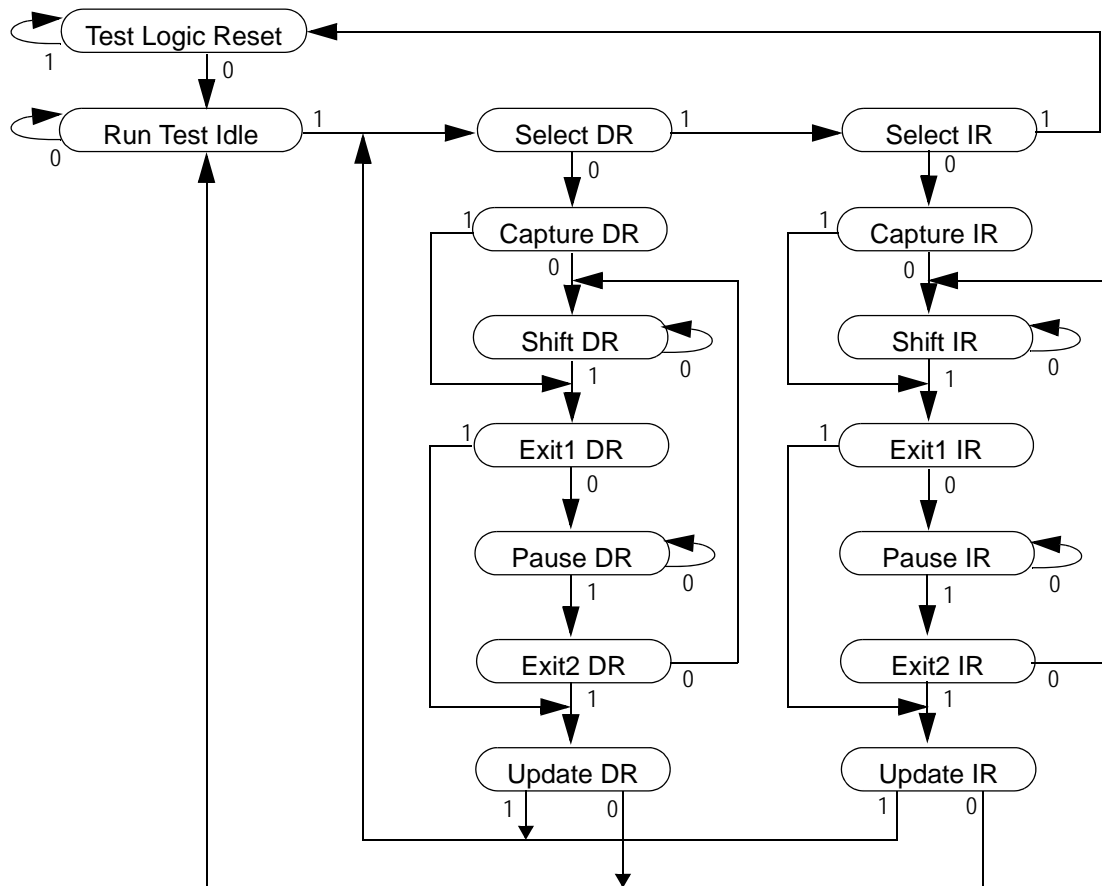 Test Logic Reset
1
0
Run Test Idle
1
Select DR
1
Select IR
1
0
0
0
1
Capture DR
1
Capture IR
0
0
Shift DR
Shift IR
0
0
1
1
1
Exit1 DR
1
Exit1 IR
0
0
Pause DR
Pause IR
0
0
1
1
Exit2 DR
Exit2 IR
0
0
1
1
Update DR
Update IR
1
0
1
0